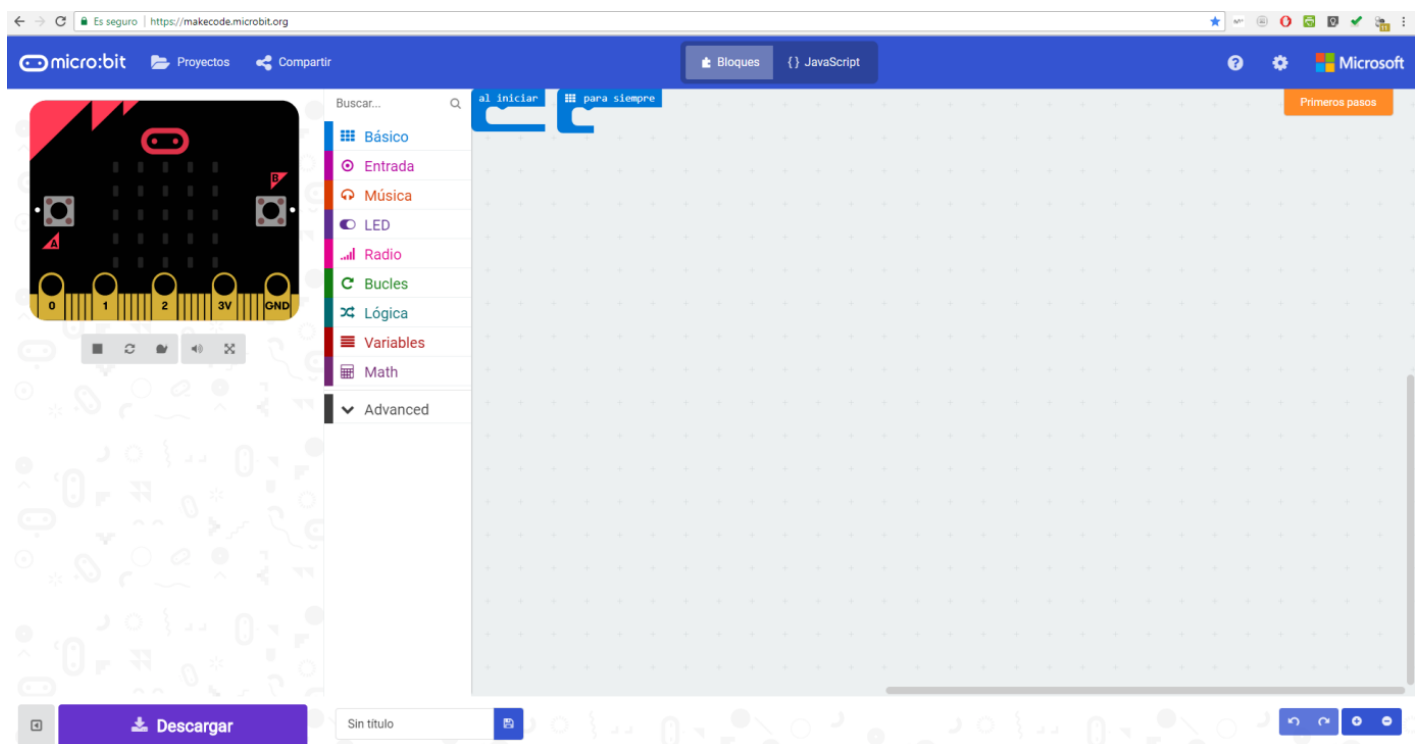 Es seguro https://makecode.microbit.org
micro:bit Proyectos Compartir Bloques {} JavaScript Microsoft
Buscar...
al iniciar para siempre
Primeros pasos
Básico
Entrada
Música
LED
Radio
Bucles
Lógica
Variables
Math
Advanced
B
A
0 1 2 3V GND
Descargar
Sin título